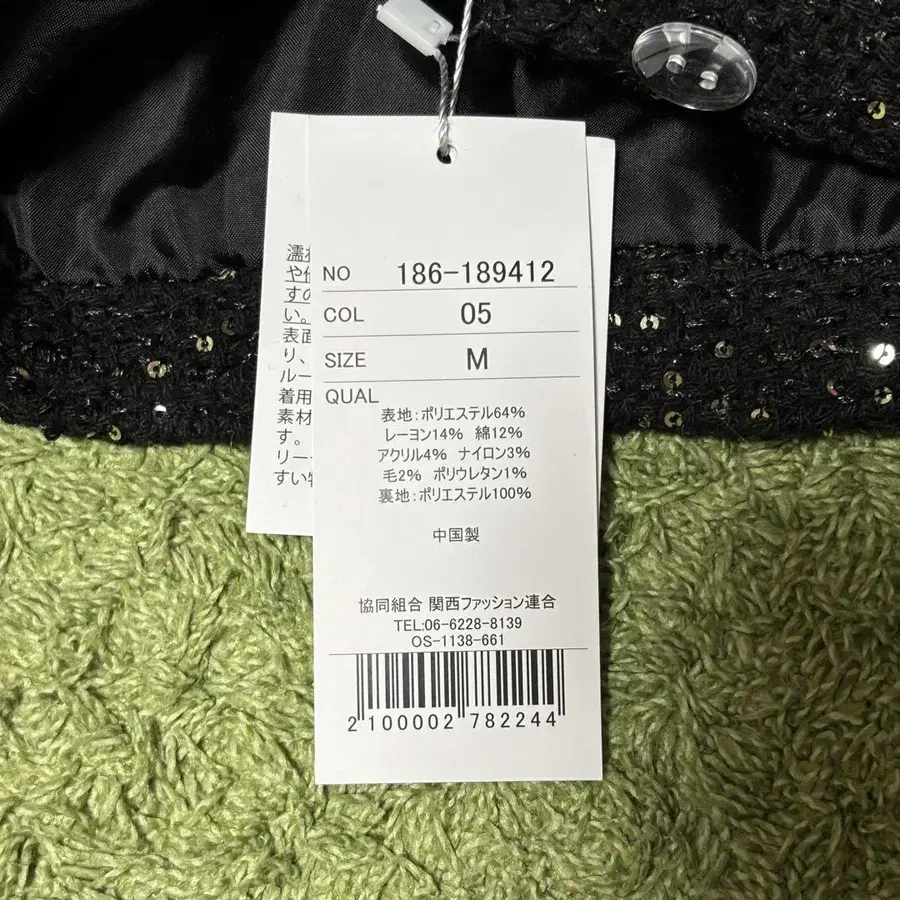 NO 186-189412
COL 05
SIZE M
QUAL
表地:ポリエステル64%
レーヨン14% 綿12%
アクリル4% ナイロン3%
毛2% ポリウレタン1%
裏地:ポリエステル100%
中国製
協同組合 関西ファッション連合
TEL:06-6228-8139
OS-1138-661
2 100002 782244
や
すの
い。
表面
り、
ルー
着用
素材
す。
リー
すい